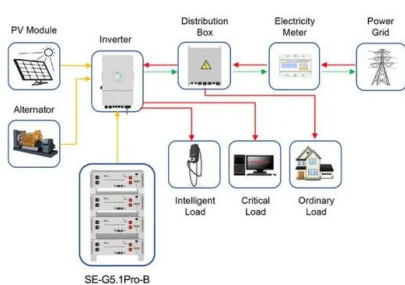 PV Module
Inverter
Distribution
Box
Electricity
Meter
Power
Grid
Alternator
Intelligent
Load
Critical
Load
Ordinary
Load
SE-G5.1Pro-B